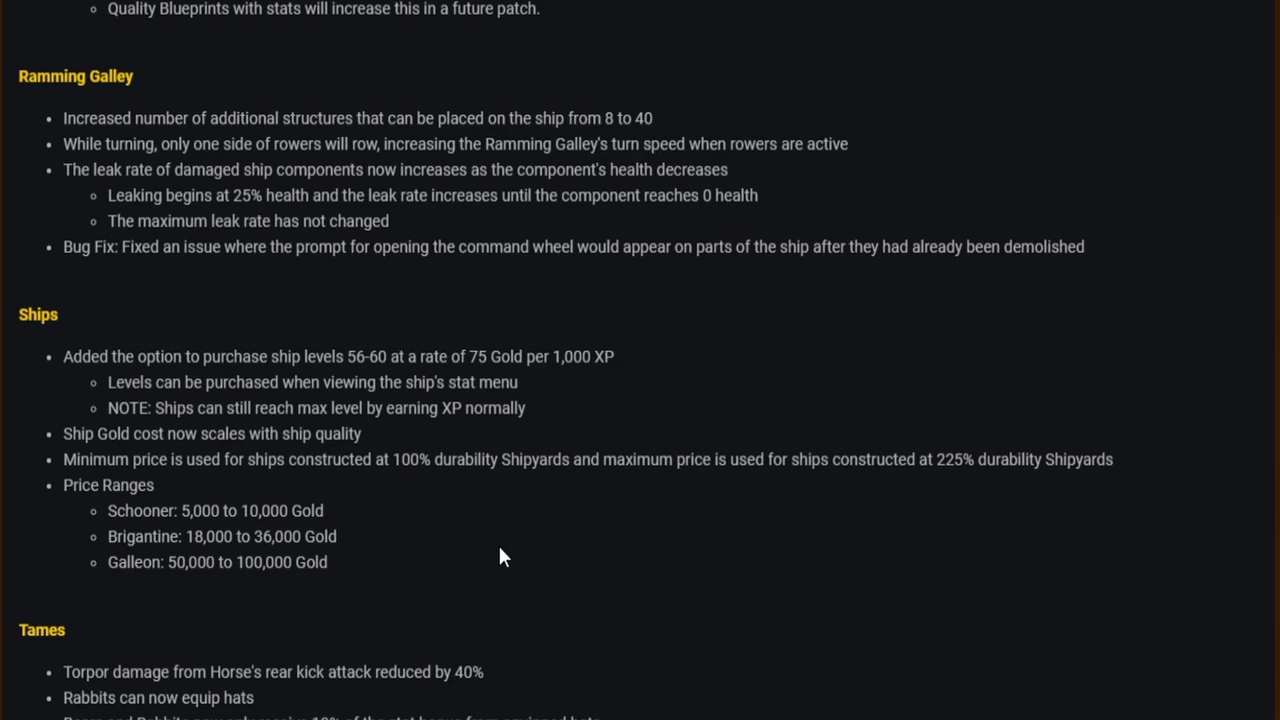 Quality Blueprints with stats will increase this in a future patch.
Ramming Galley
Increased number of additional structures that can be placed on the ship from 8 to 40
While turning, only one side of rowers will row, increasing the Ramming Galley's turn speed when rowers are active
The leak rate of damaged ship components now increases as the component's health decreases
Leaking begins at 25% health and the leak rate increases until the component reaches 0 health
The maximum leak rate has not changed
Bug Fix: Fixed an issue where the prompt for opening the command wheel would appear on parts of the ship after they had already been demolished
Ships
Added the option to purchase ship levels 56-60 at a rate of 75 Gold per 1,000 XP
Levels can be purchased when viewing the ship's stat menu
NOTE: Ships can still reach max level by earning XP normally
Ship Gold cost now scales with ship quality
Minimum price is used for ships constructed at 100% durability Shipyards and maximum price is used for ships constructed at 225% durability Shipyards
Price Ranges
Schooner: 5,000 to 10,000 Gold
Brigantine: 18,000 to 36,000 Gold
Galleon: 50,000 to 100,000 Gold
Tames
Torpor damage from Horse's rear kick attack reduced by 40%
Rabbits can now equip hats